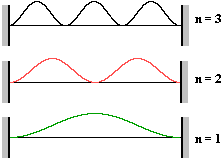 n = 3
n = 2
n = 1